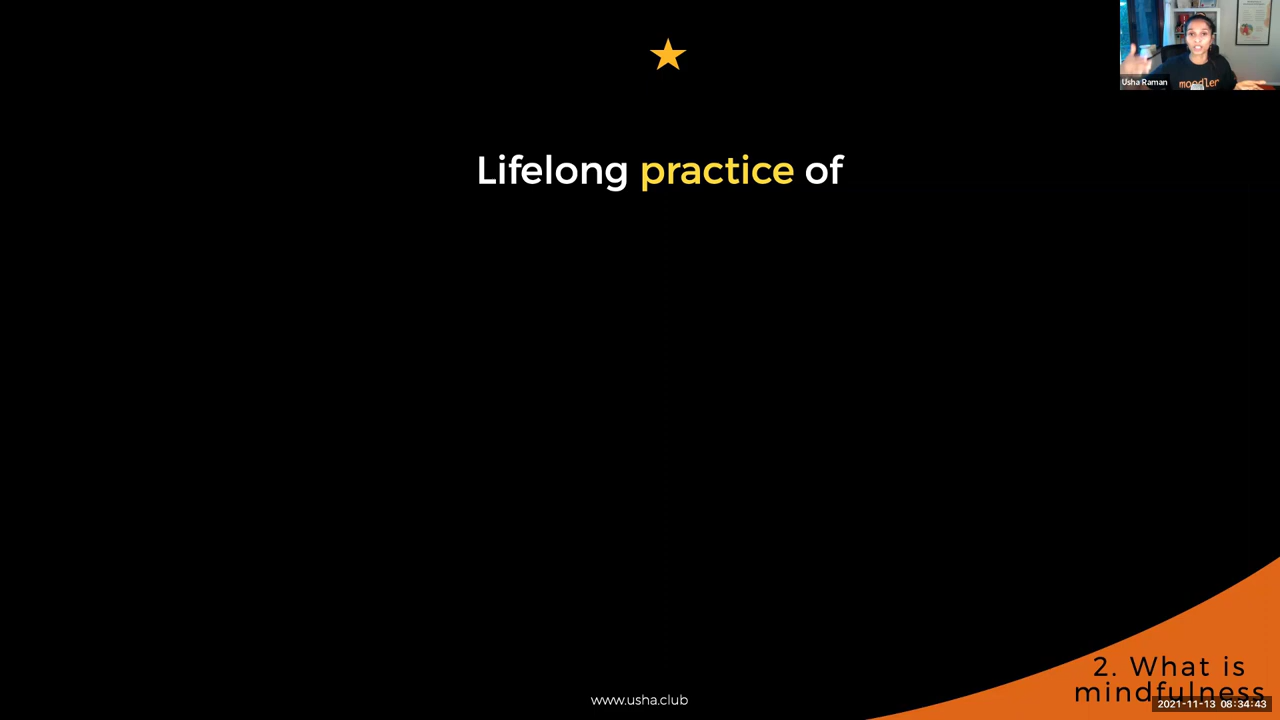 Usha Raman
moodler
Lifelong practice of
2. What is
mindfulness
www.usha.club
2021-11-13 08:34:43